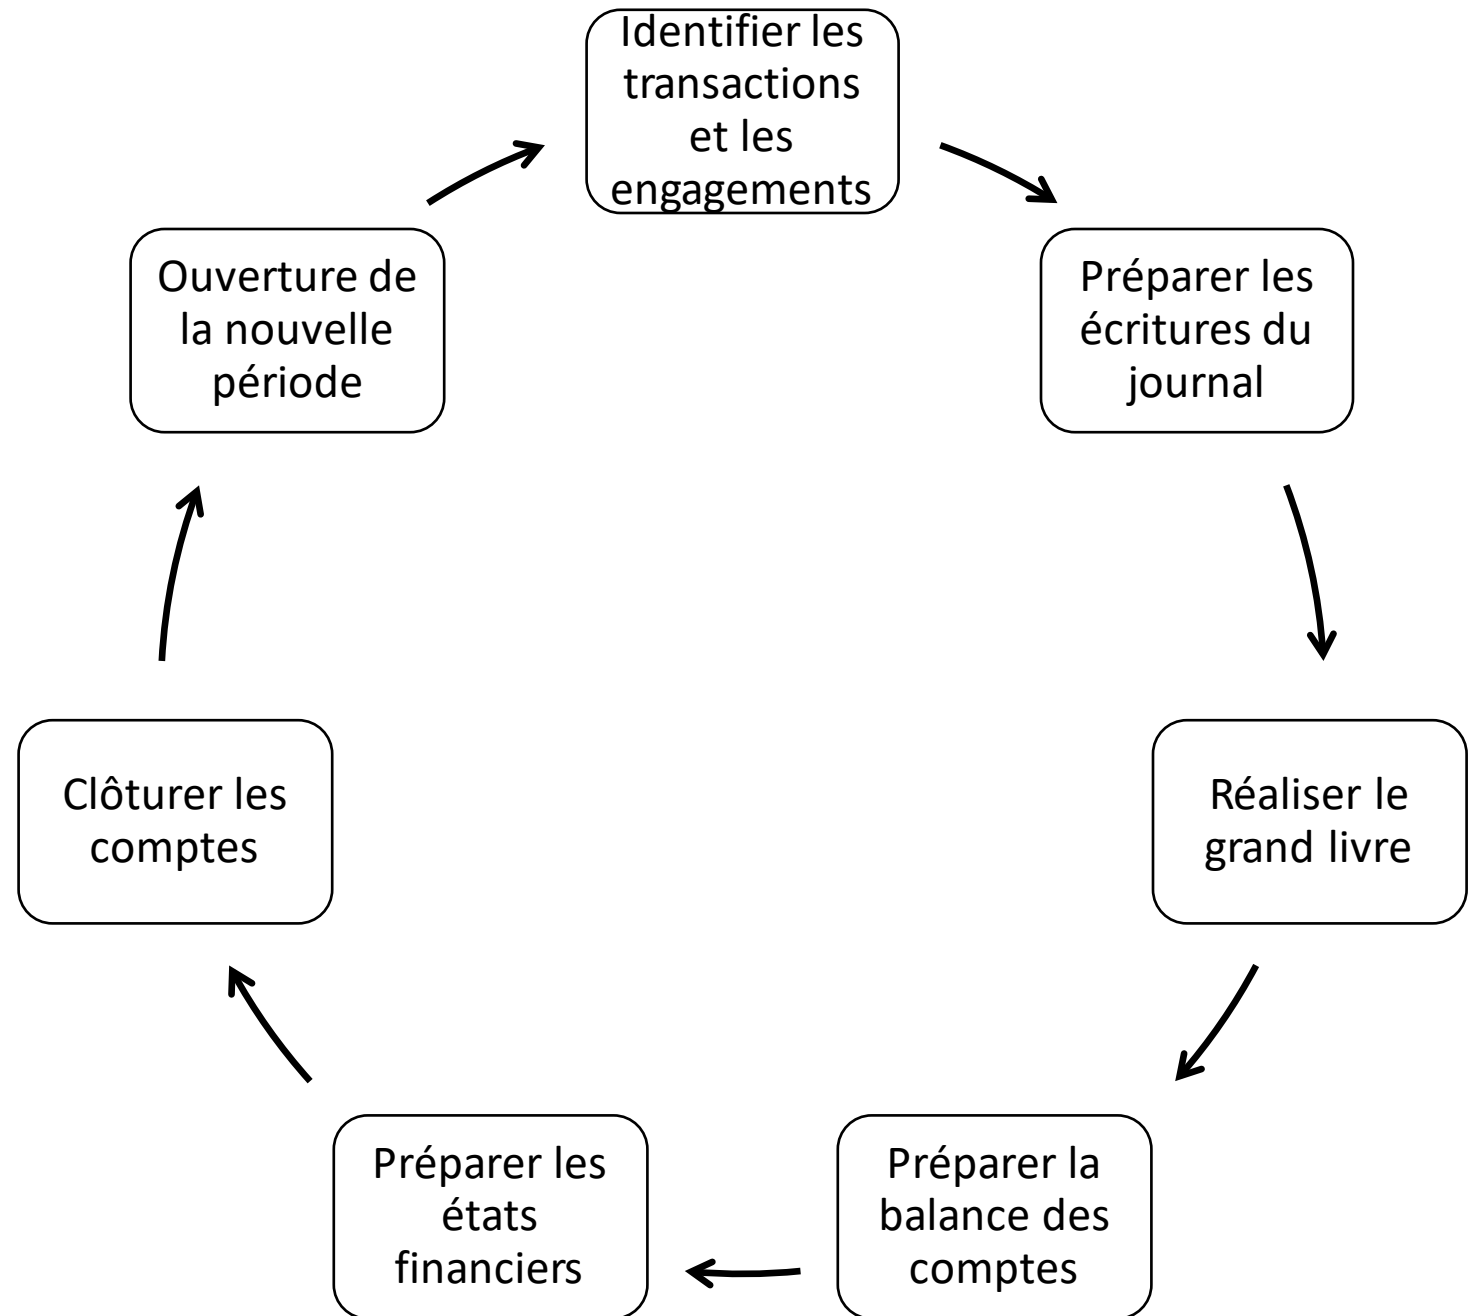 Identifier les
transactions
et les
engagements
Préparer les
écritures du
journal
Réaliser le
grand livre
Préparer la
balance des
comptes
Préparer les
états
financiers
Clôturer les
comptes
Ouverture de
la nouvelle
période